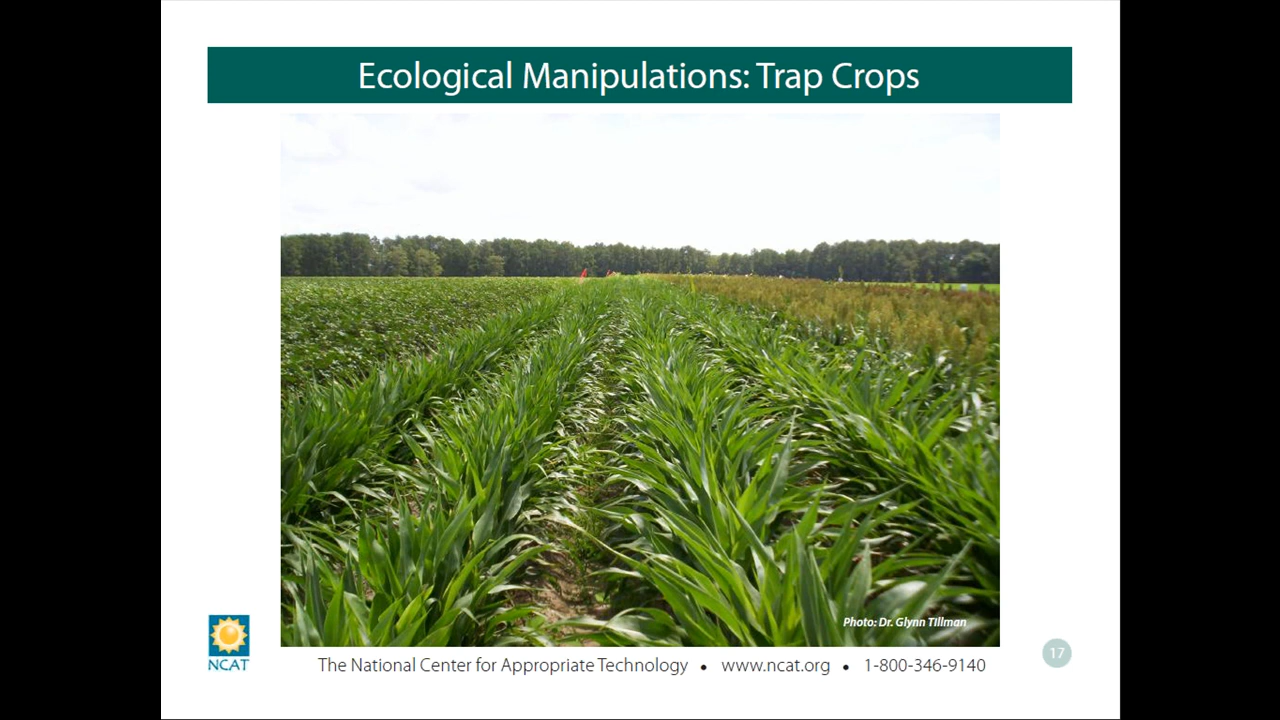 Ecological Manipulations: Trap Crops
Photo: Dr. Glynn Tillman
NCAT
The National Center for Appropriate Technology • www.ncat.org • 1-800-346-9140
17